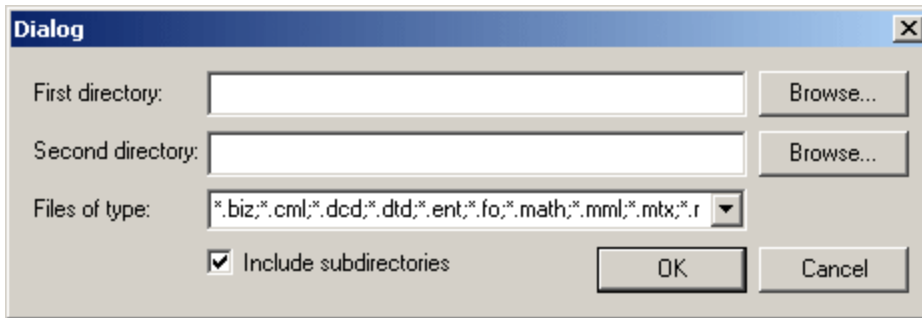 Dialog
First directory: Browse...
Second directory: Browse...
Files of type: *.biz;*.cml;*.dcd;*.dtd;*.ent;*.fo;*.math;*.mml;*.mtx;*.r
Include subdirectories OK Cancel